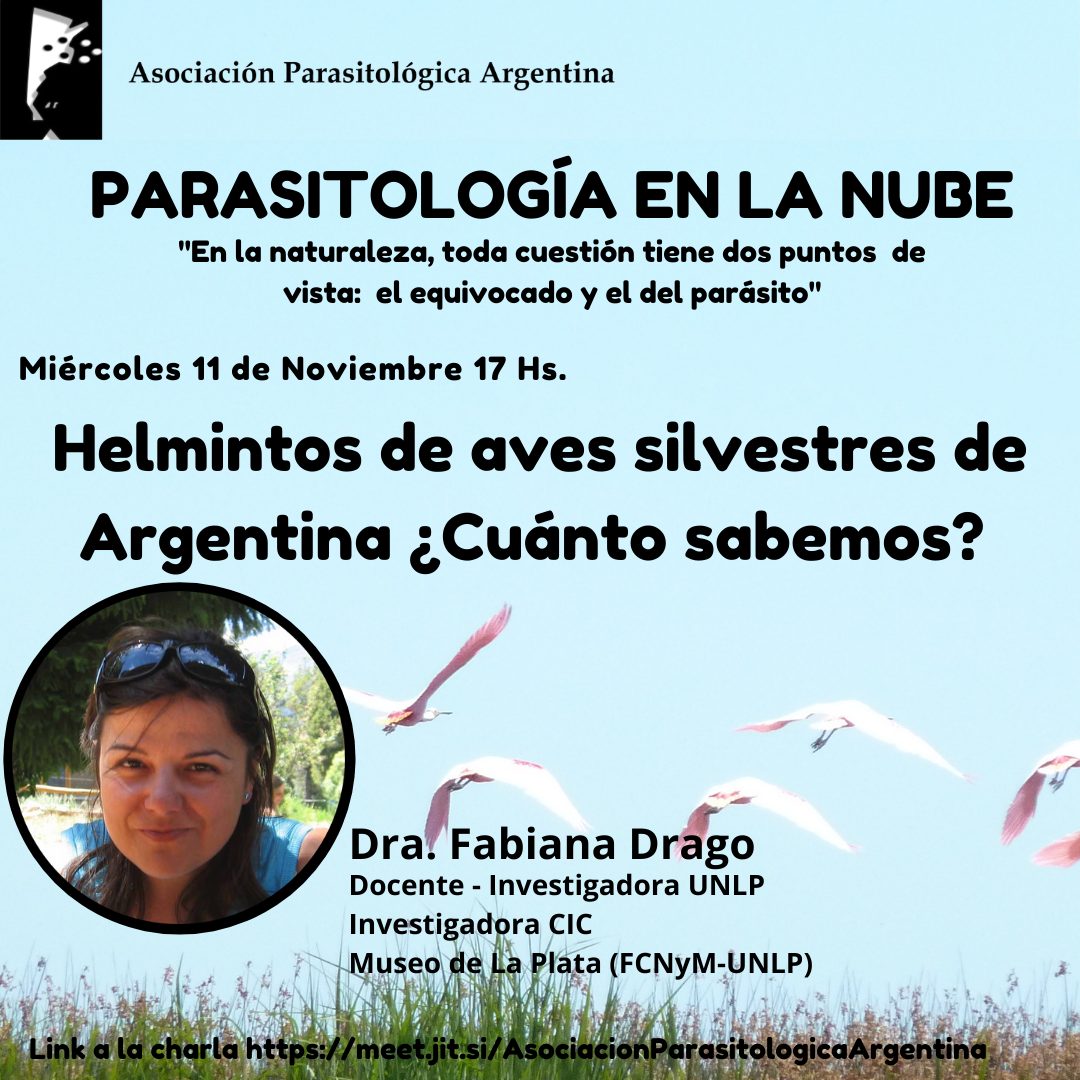 Asociación Parasitológica Argentina
PARASITOLOGÍA EN LA NUBE
"En la naturaleza, toda cuestión tiene dos puntos de
vista: el equivocado y el del parásito"
Miércoles 11 de Noviembre 17 Hs.
Helmintos de aves silvestres de
Argentina ¿Cuánto sabemos?
Dra. Fabiana Drago
Docente - Investigadora UNLP
Investigadora CIC
Museo de La Plata (FCNyM-UNLP)
Link a la charla https://meet.jit.si/AsociacionParasitologicaArgentina